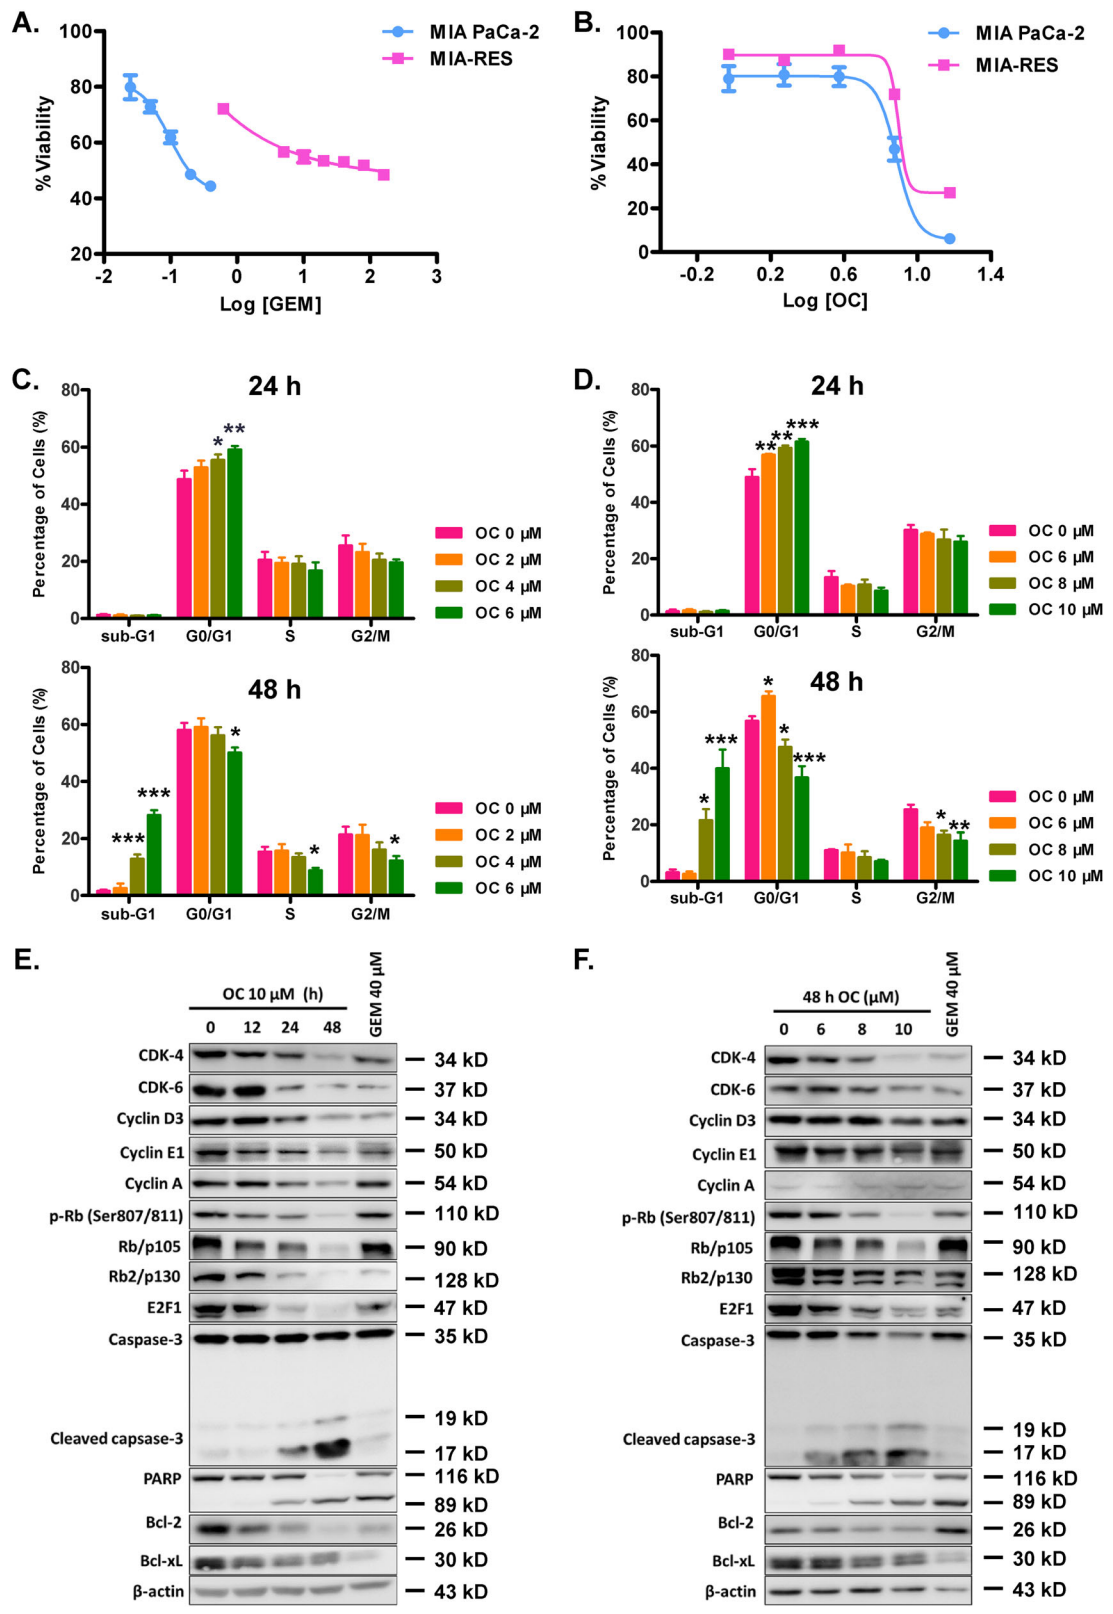 A.
100
80
60
40
20
-2 -1 0 1 2 3
% Viability
Log [GEM]
MIA PaCa-2
MIA-RES
B.
100
80
60
40
20
0
-0.2 0.2 0.6 1.0 1.4
% Viability
Log [OC]
MIA PaCa-2
MIA-RES
C.
24 h
80
60
40
20
0
Percentage of Cells (%)
* **
sub-G1 G0/G1 S G2/M
OC 0 µM
OC 2 µM
OC 4 µM
OC 6 µM
48 h
80
60
40
20
0
Percentage of Cells (%)
*** *** * * *
sub-G1 G0/G1 S G2/M
OC 0 µM
OC 2 µM
OC 4 µM
OC 6 µM
D.
24 h
80
60
40
20
0
Percentage of Cells (%)
** ** ***
sub-G1 G0/G1 S G2/M
OC 0 µM
OC 6 µM
OC 8 µM
OC 10 µM
48 h
80
60
40
20
0
Percentage of Cells (%)
* *** * * *** * **
sub-G1 G0/G1 S G2/M
OC 0 µM
OC 6 µM
OC 8 µM
OC 10 µM
E.
OC 10 µM (h)
GEM 40 µM
0 12 24 48
CDK-4 34 kD
CDK-6 37 kD
Cyclin D3 34 kD
Cyclin E1 50 kD
Cyclin A 54 kD
p-Rb (Ser807/811) 110 kD
Rb/p105 90 kD
Rb2/p130 128 kD
E2F1 47 kD
Caspase-3 35 kD
19 kD
Cleaved capsase-3
17 kD
PARP 116 kD
89 kD
Bcl-2 26 kD
Bcl-xL 30 kD
β-actin 43 kD
F.
48 h OC (µM)
GEM 40 µM
0 6 8 10
CDK-4 34 kD
CDK-6 37 kD
Cyclin D3 34 kD
Cyclin E1 50 kD
Cyclin A 54 kD
p-Rb (Ser807/811) 110 kD
Rb/p105 90 kD
Rb2/p130 128 kD
E2F1 47 kD
Caspase-3 35 kD
19 kD
Cleaved capsase-3
17 kD
PARP 116 kD
89 kD
Bcl-2 26 kD
Bcl-xL 30 kD
β-actin 43 kD